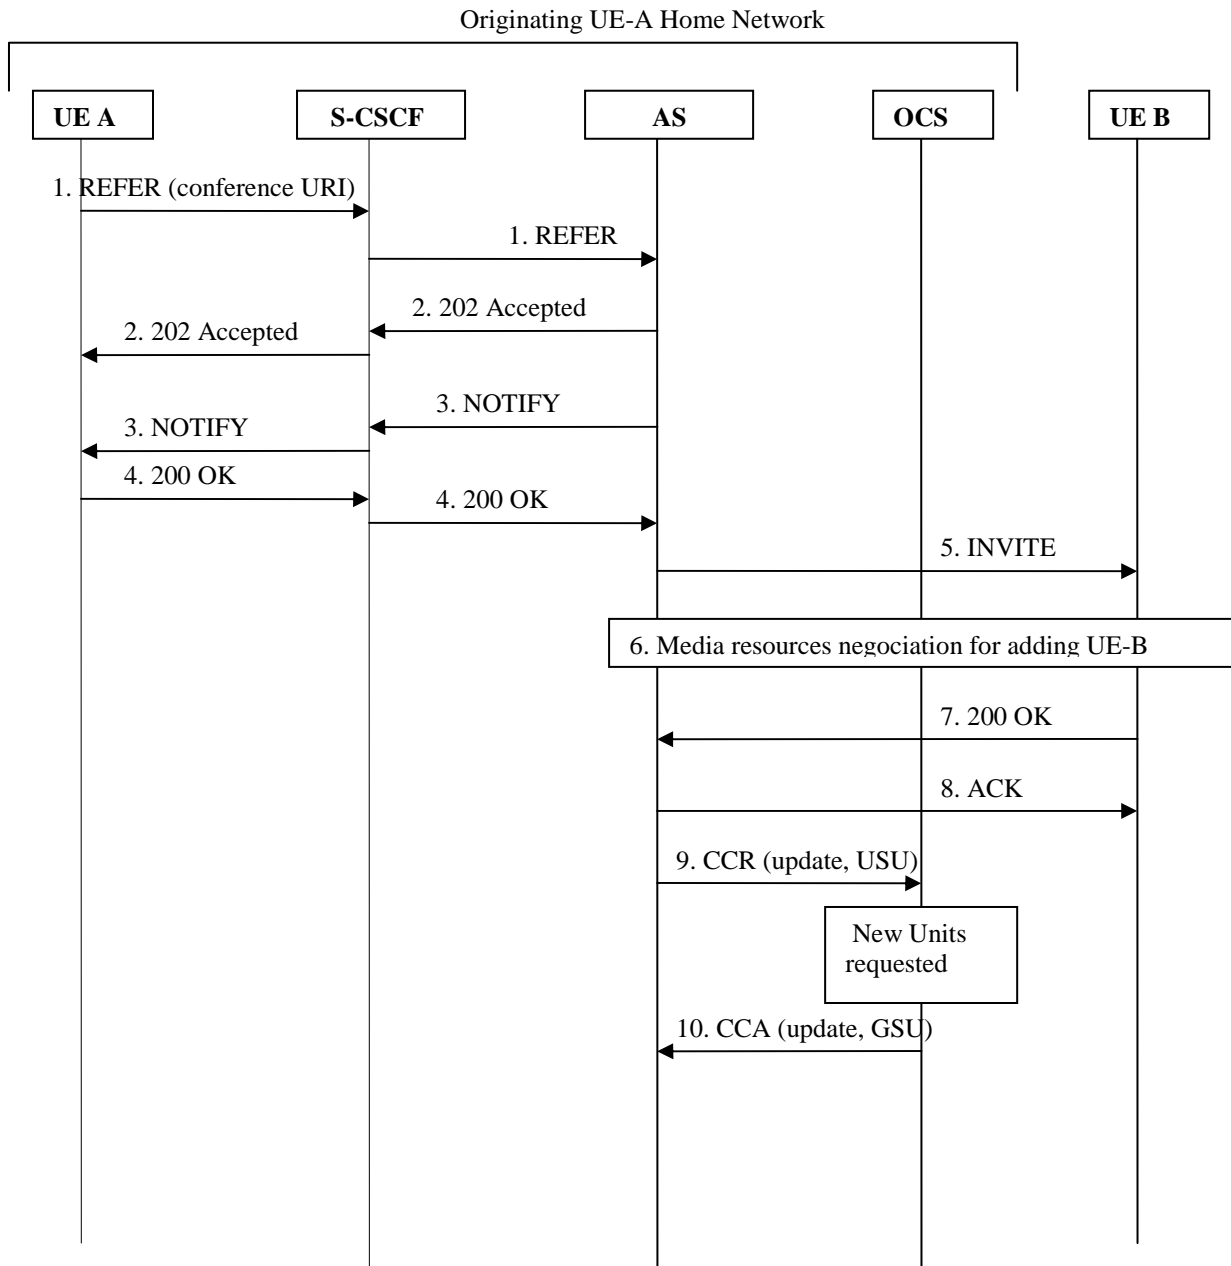 Originating UE-A Home Network
UE A
S-CSCF
AS
OCS
UE B
1. REFER (conference URI)
1. REFER
2. 202 Accepted
2. 202 Accepted
3. NOTIFY
3. NOTIFY
4. 200 OK
4. 200 OK
5. INVITE
6. Media resources negociation for adding UE-B
7. 200 OK
8. ACK
9. CCR (update, USU)
New Units
requested
10. CCA (update, GSU)